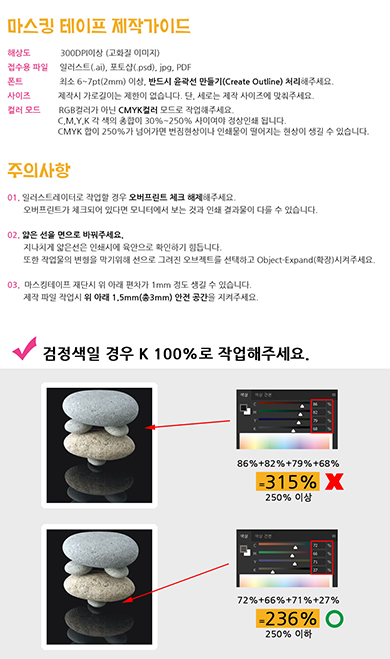 마스킹 테이프 제작가이드
해상도 300DPI이상 (고화질 이미지)
접수용 파일 일러스트(.ai), 포토샵(.psd), jpg, PDF
폰트 최소 6~7pt(2mm) 이상, 반드시 윤곽선 만들기(Create Outline) 처리해주세요.
사이즈 제작시 가로길이는 제한이 없습니다. 단, 세로는 제작 사이즈에 맞춰주세요.
컬러 모드 RGB컬러가 아닌 CMYK컬러 모드로 작업해주세요.
C,M,Y,K 각 색의 총합이 30%~250% 사이여야 정상인쇄 됩니다.
CMYK 합이 250%가 넘어가면 번짐현상이나 인쇄물이 떨어지는 현상이 생길 수 있습니다.
주의사항
01. 일러스트레이터로 작업할 경우 오버프린트 체크 해제해주세요.
오버프린트가 체크되어 있다면 모니터에서 보는 것과 인쇄 결과물이 다를 수 있습니다.
02. 얇은 선을 면으로 바꿔주세요.
지나치게 얇은선은 인쇄시에 육안으로 확인하기 힘듭니다.
또한 작업물의 변형을 막기위해 선으로 그려진 오브젝트를 선택하고 Object-Expand(확장)시켜주세요.
03. 마스킹테이프 재단시 위 아래 편차가 1mm 정도 생길 수 있습니다.
제작 파일 작업시 위 아래 1.5mm(총3mm) 안전 공간을 지켜주세요.
검정색일 경우 K 100%로 작업해주세요.
색상 색상 견본
C 86 %
M 82 %
Y 79 %
K 68 %
86%+82%+79%+68%
=315% X
250% 이상
색상 색상 견본
C 72 %
M 66 %
Y 71 %
K 27 %
72%+66%+71%+27%
=236% O
250% 이하